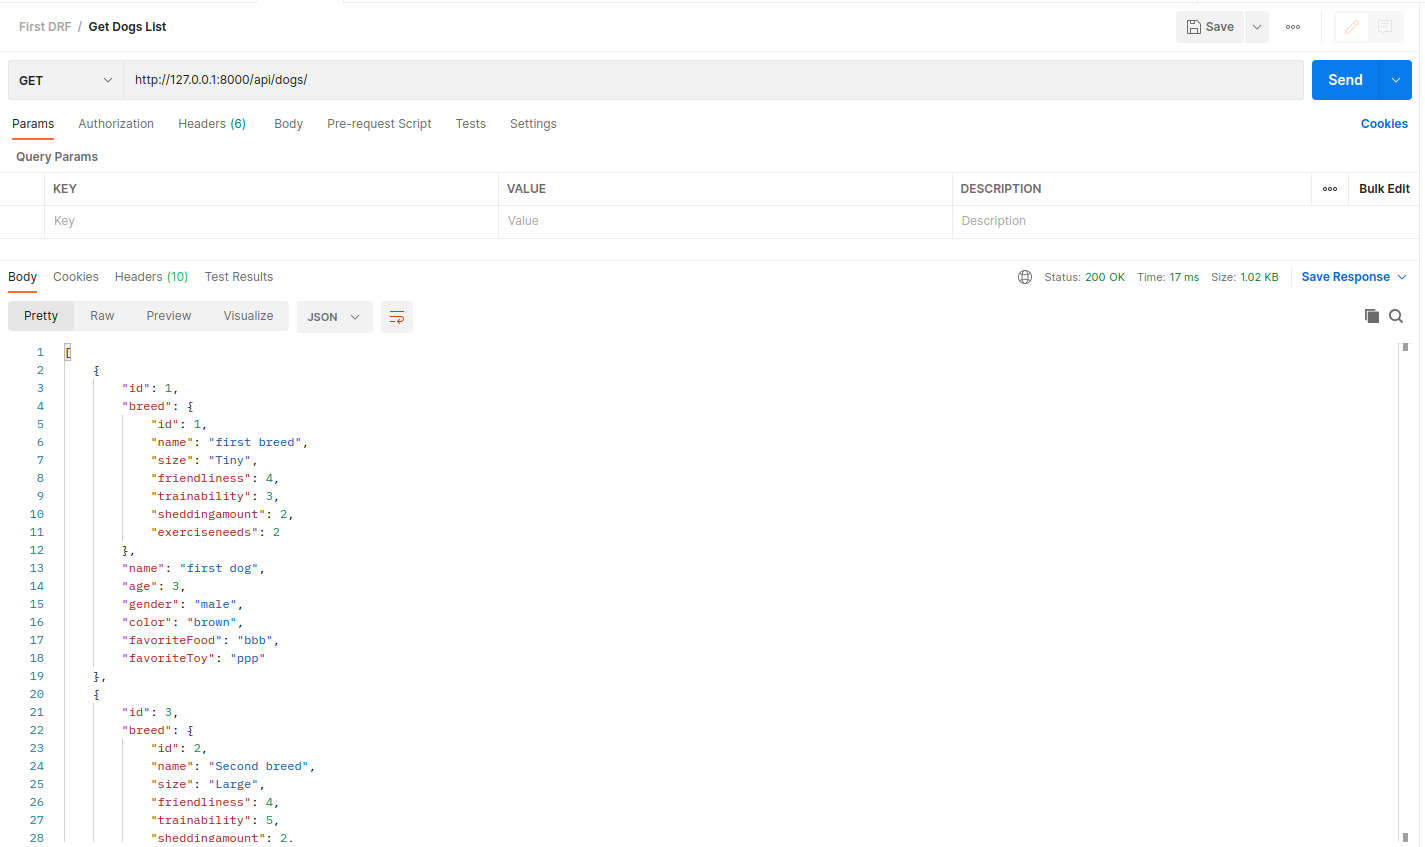 First DRF / Get Dogs List
Save
GET http://127.0.0.1:8000/api/dogs/ Send
Params Authorization Headers (6) Body Pre-request Script Tests Settings Cookies
Query Params
KEY VALUE DESCRIPTION Bulk Edit
Key Value Description
Body Cookies Headers (10) Test Results Status: 200 OK Time: 17 ms Size: 1.02 KB Save Response
Pretty Raw Preview Visualize JSON
1 [
2 {
3 "id": 1,
4 "breed": {
5 "id": 1,
6 "name": "first breed",
7 "size": "Tiny",
8 "friendliness": 4,
9 "trainability": 3,
10 "sheddingamount": 2,
11 "exerciseneeds": 2
12 },
13 "name": "first dog",
14 "age": 3,
15 "gender": "male",
16 "color": "brown",
17 "favoriteFood": "bbb",
18 "favoriteToy": "ppp"
19 },
20 {
21 "id": 3,
22 "breed": {
23 "id": 2,
24 "name": "Second breed",
25 "size": "Large",
26 "friendliness": 4,
27 "trainability": 5,
28 "sheddingamount": 2,